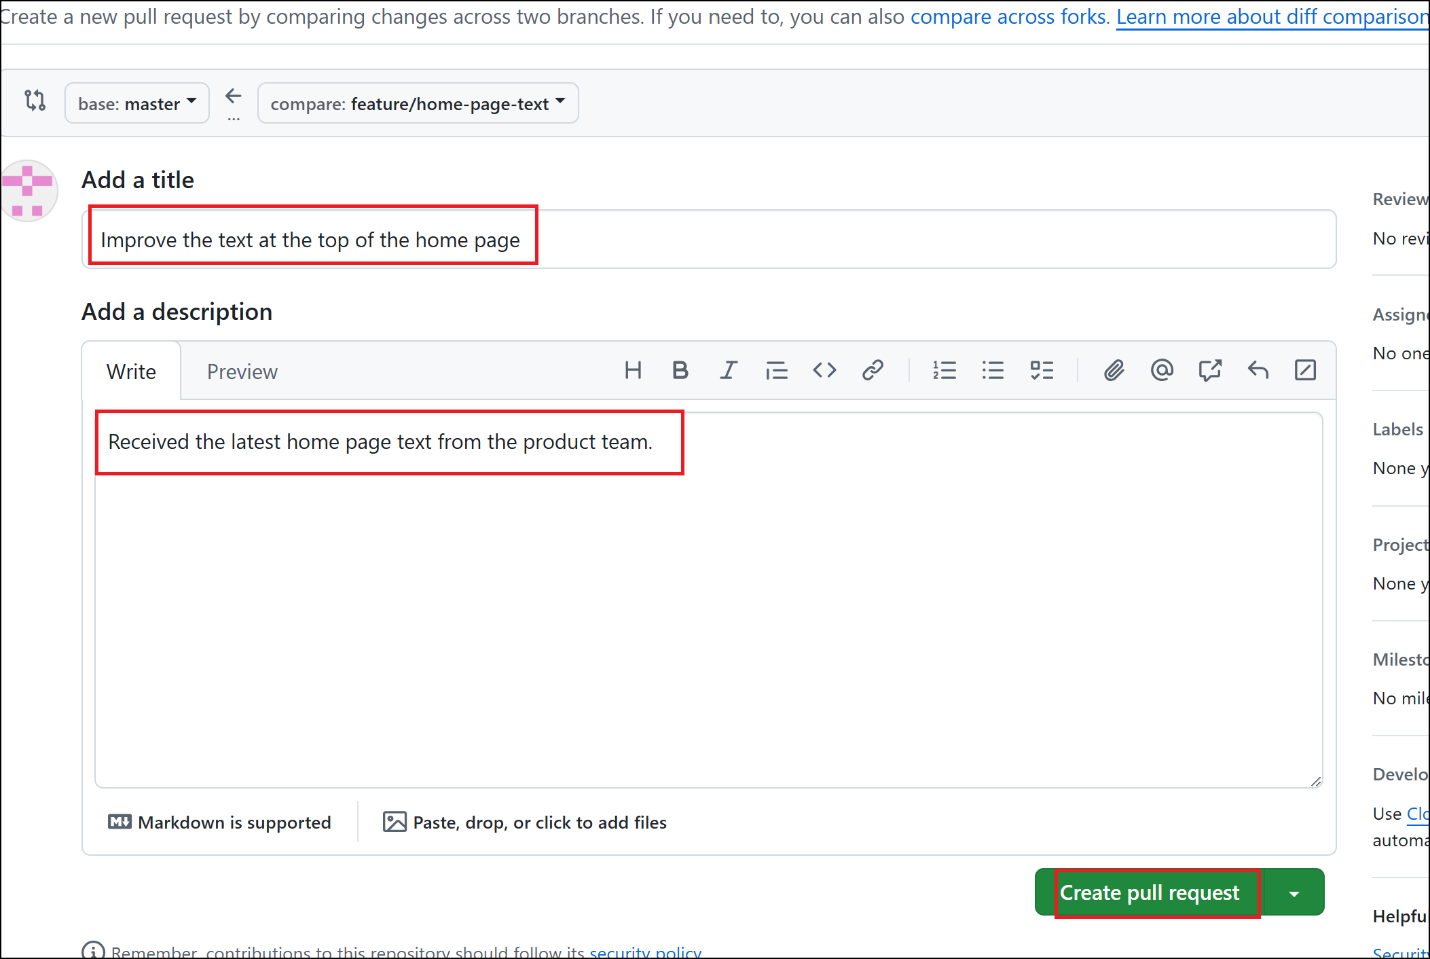 Create a new pull request by comparing changes across two branches. If you need to, you can also compare across forks. Learn more about diff comparison
base: master
...
compare: feature/home-page-text
Add a title
Improve the text at the top of the home page
Add a description
Write
Preview
Received the latest home page text from the product team.
Markdown is supported
Paste, drop, or click to add files
Create pull request
Remember, contributions to this repository should follow its security policy
Review
No revi
Assigne
No one
Labels
None y
Project
None y
Milesto
No mile
Develo
Use Clo
automa
Helpfu
Security